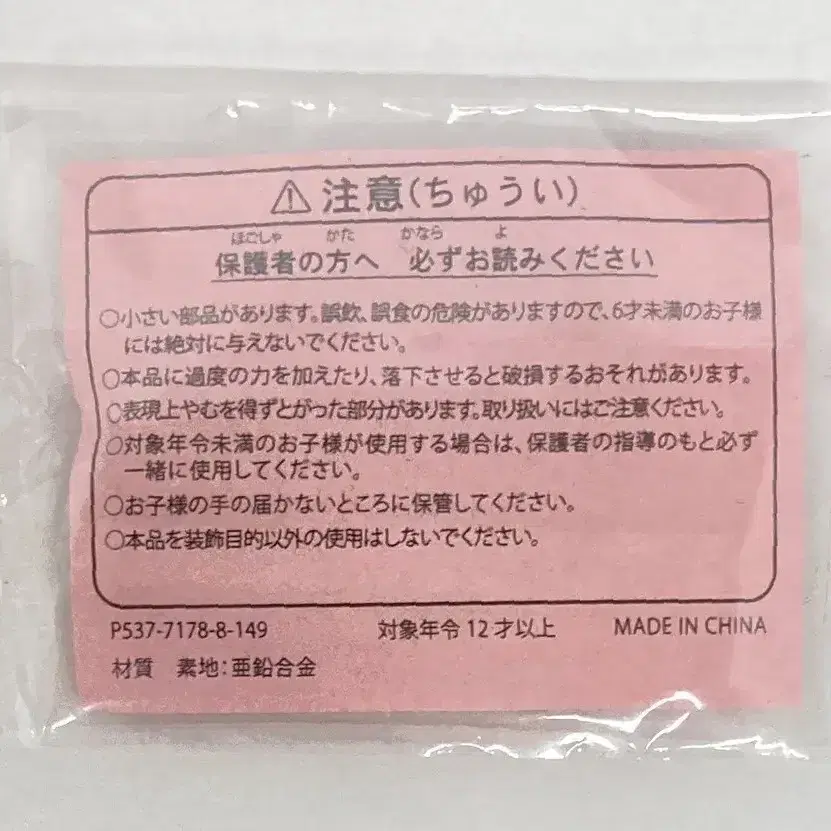 ⚠ 注意(ちゅうい)
ほごしゃ かた かなら よ
保護者の方へ 必ずお読みください
○小さい部品があります。誤飲、誤食の危険がありますので、6才未満のお子様
には絶対に与えないでください。
○本品に過度の力を加えたり、落下させると破損するおそれがあります。
○表現上やむを得ずとがった部分があります。取り扱いにはご注意ください。
○対象年令未満のお子様が使用する場合は、保護者の指導のもと必ず
一緒に使用してください。
○お子様の手の届かないところに保管してください。
○本品を装飾目的以外の使用はしないでください。
P537-7178-8-149 対象年令12才以上 MADE IN CHINA
材質 素地:亜鉛合金